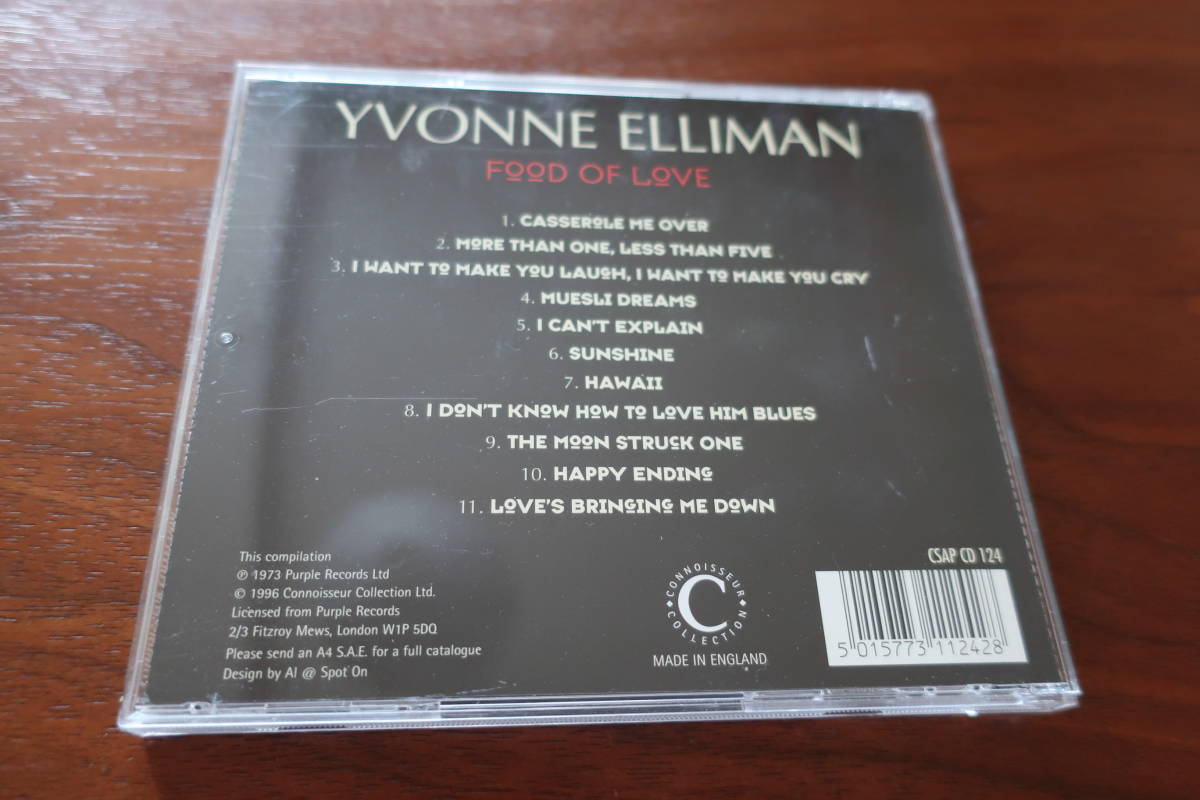 YVONNE ELLIMAN
FOOD OF LOVE
1. CASSEROLE ME OVER
2. MORE THAN ONE, LESS THAN FIVE
3. I WANT TO MAKE YOU LAUGH, I WANT TO MAKE YOU CRY
4. MUESLI DREAMS
5. I CAN'T EXPLAIN
6. SUNSHINE
7. HAWAII
8. I DON'T KNOW HOW TO LOVE HIM BLUES
9. THE MOON STRUCK ONE
10. HAPPY ENDING
11. LOVE'S BRINGING ME DOWN
This compilation
℗ 1973 Purple Records Ltd
© 1996 Connoisseur Collection Ltd.
Licensed from Purple Records
2/3 Fitzroy Mews, London W1P 5DQ
Please send an A4 S.A.E. for a full catalogue
Design by Al @ Spot On
CONNOISSEUR
C
COLLECTION
MADE IN ENGLAND
CSAP CD 124
5 015773 112428